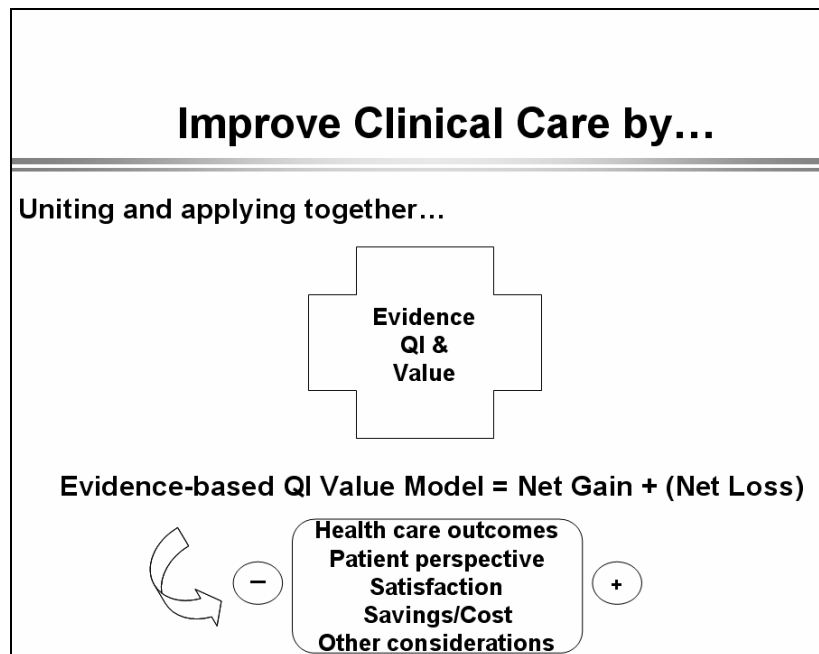 Improve Clinical Care by…
Uniting and applying together…
Evidence
QI &
Value
Evidence-based QI Value Model = Net Gain + (Net Loss)
Health care outcomes
Patient perspective
– Satisfaction +
Savings/Cost
Other considerations